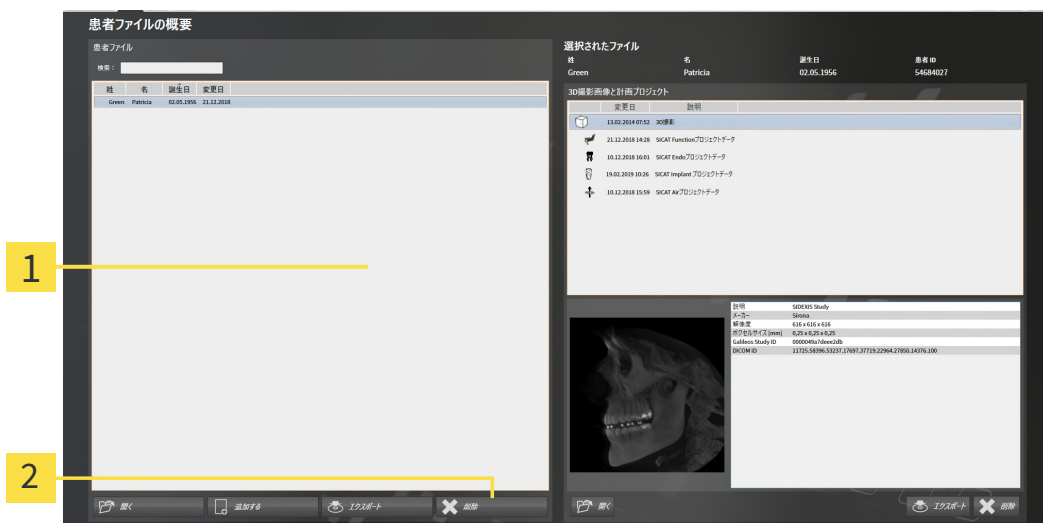 患者ファイルの概要
患者ファイル
検索：
姓 名 誕生日 変更日
Green Patricia 02.05.1956 21.12.2018
1
2
開く 追加する エクスポート 削除
選択されたファイル
姓 名 誕生日 患者 ID
Green Patricia 02.05.1956 54684027
3D撮影画像と計画プロジェクト
変更日 説明
13.02.2014 07:52 3D撮影
21.12.2018 14:28 SICAT Functionプロジェクトデータ
10.12.2018 16:01 SICAT Endoプロジェクトデータ
19.02.2019 10:26 SICAT Implant プロジェクトデータ
10.12.2018 15:59 SICAT Airプロジェクトデータ
説明 SIDEXIS Study
メーカー Sirona
解像度 616 x 616 x 616
ボクセルサイズ [mm] 0,25 x 0,25 x 0,25
Galileos Study ID 0000049a7deee2db
DICOM ID 11725.58396.53237.17697.37719.22964.27850.14376.100
開く エクスポート 削除